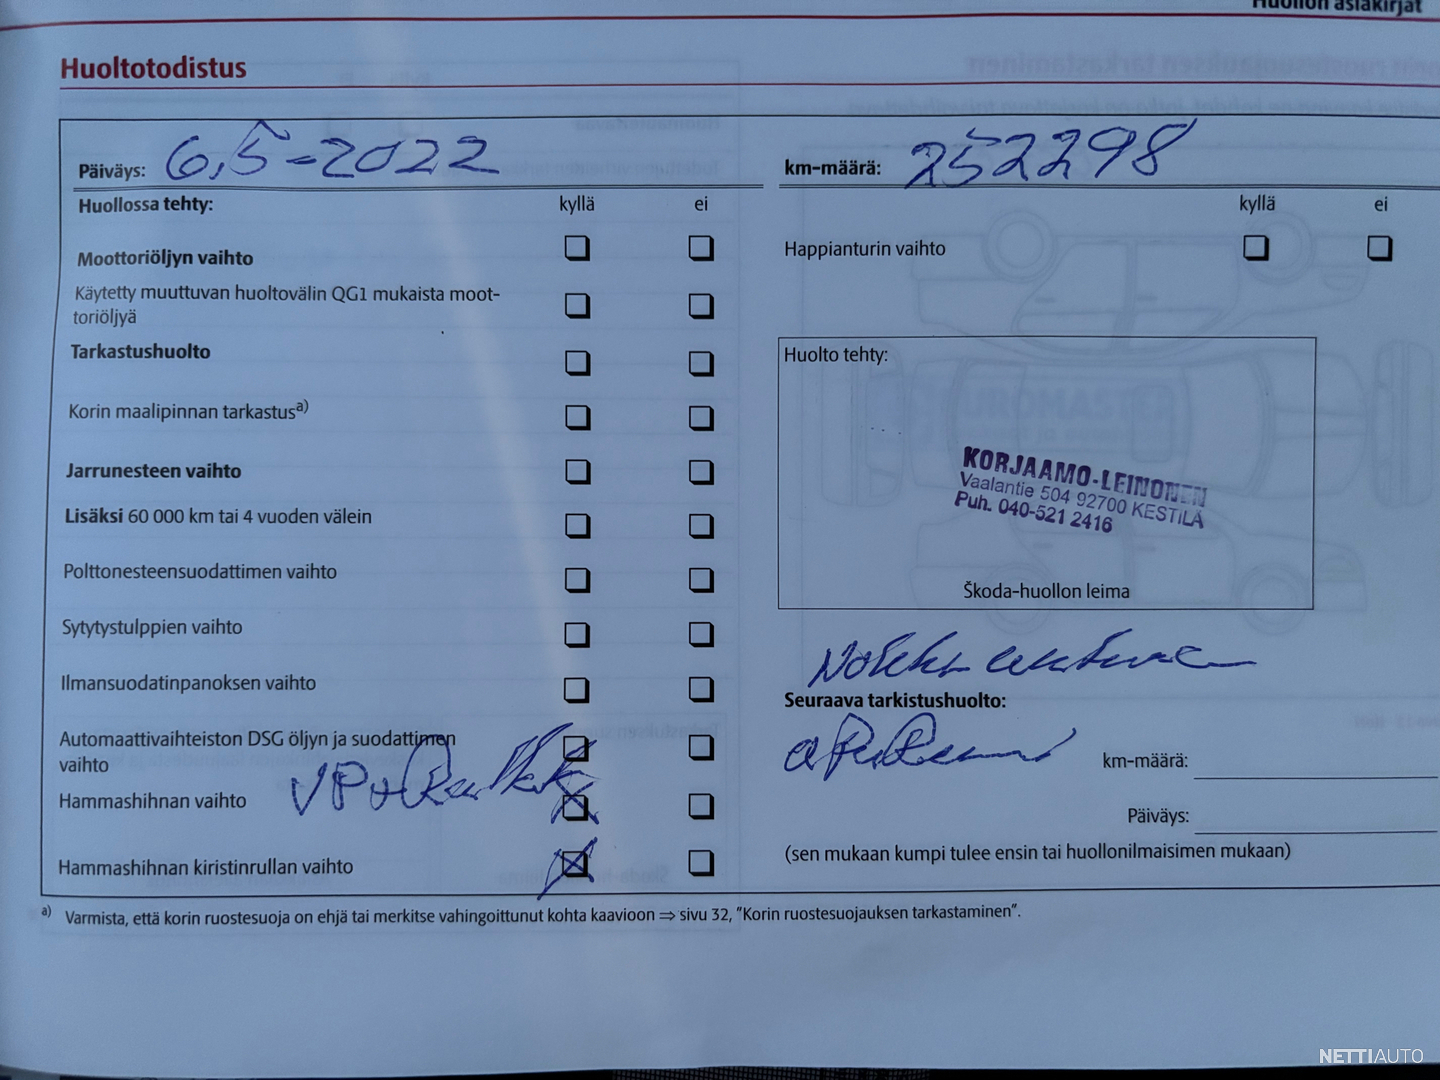 Huollon asiakirjat
Huoltotodistus
Päiväys: 6,5-2022
km-määrä: 252298
Huollossa tehty: kyllä ei
kyllä ei
Moottoriöljyn vaihto
Happianturin vaihto
Käytetty muuttuvan huoltovälin QG1 mukaista moot-
toriöljyä
Tarkastushuolto
Huolto tehty:
Korin maalipinnan tarkastus a)
Jarrunesteen vaihto
KORJAAMO-LEINONEN
Vaalantie 504 92700 KESTILÄ
Puh. 040-521 2416
Lisäksi 60 000 km tai 4 vuoden välein
Polttonesteensuodattimen vaihto
Škoda-huollon leima
Sytytystulppien vaihto
Ilmansuodatinpanoksen vaihto
Seuraava tarkistushuolto:
Automaattivaihteiston DSG öljyn ja suodattimen
vaihto
km-määrä:
Hammashihnan vaihto
Päiväys:
Hammashihnan kiristinrullan vaihto
(sen mukaan kumpi tulee ensin tai huollonilmaisimen mukaan)
a) Varmista, että korin ruostesuoja on ehjä tai merkitse vahingoittunut kohta kaavioon ⇒ sivu 32, "Korin ruostesuojauksen tarkastaminen".
NETTIAUTO